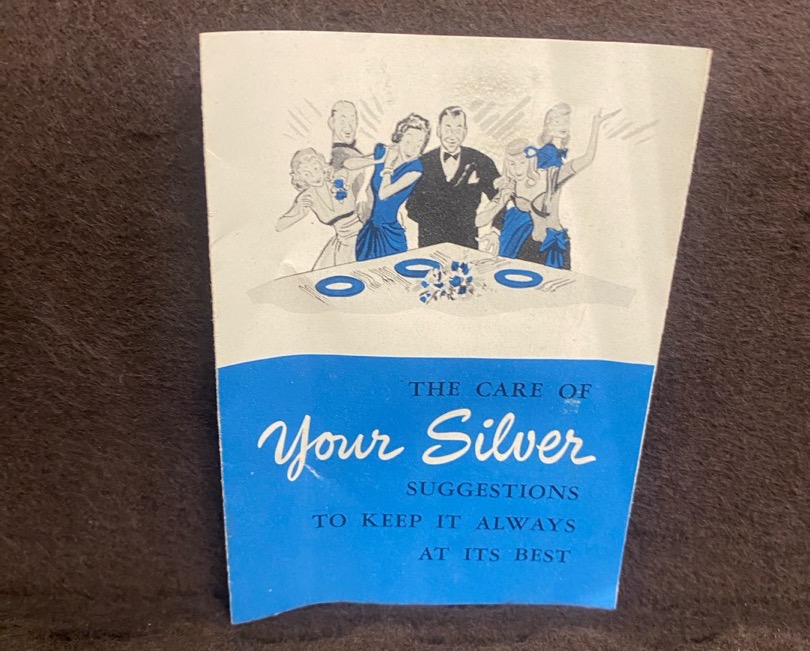 THE CARE OF
Your Silver
SUGGESTIONS
TO KEEP IT ALWAYS
AT ITS BEST